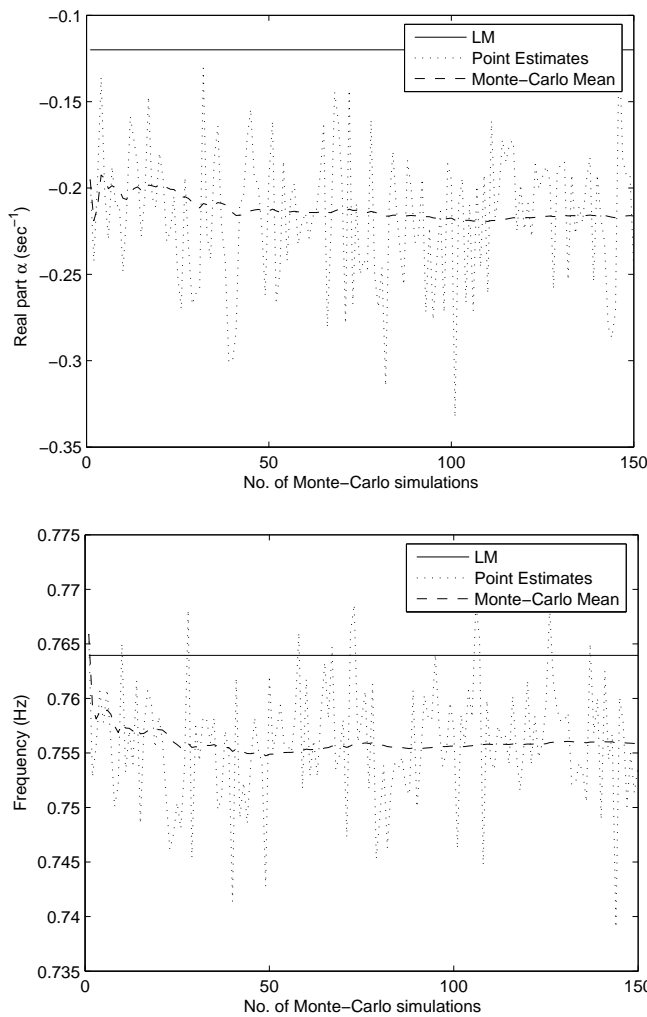 −0.1
−0.15
−0.2
−0.25
−0.3
−0.35
Real part α (sec⁻¹)
LM
Point Estimates
Monte−Carlo Mean
0 50 100 150
No. of Monte−Carlo simulations
0.775
0.77
0.765
0.76
0.755
0.75
0.745
0.74
0.735
Frequency (Hz)
LM
Point Estimates
Monte−Carlo Mean
0 50 100 150
No. of Monte−Carlo simulations